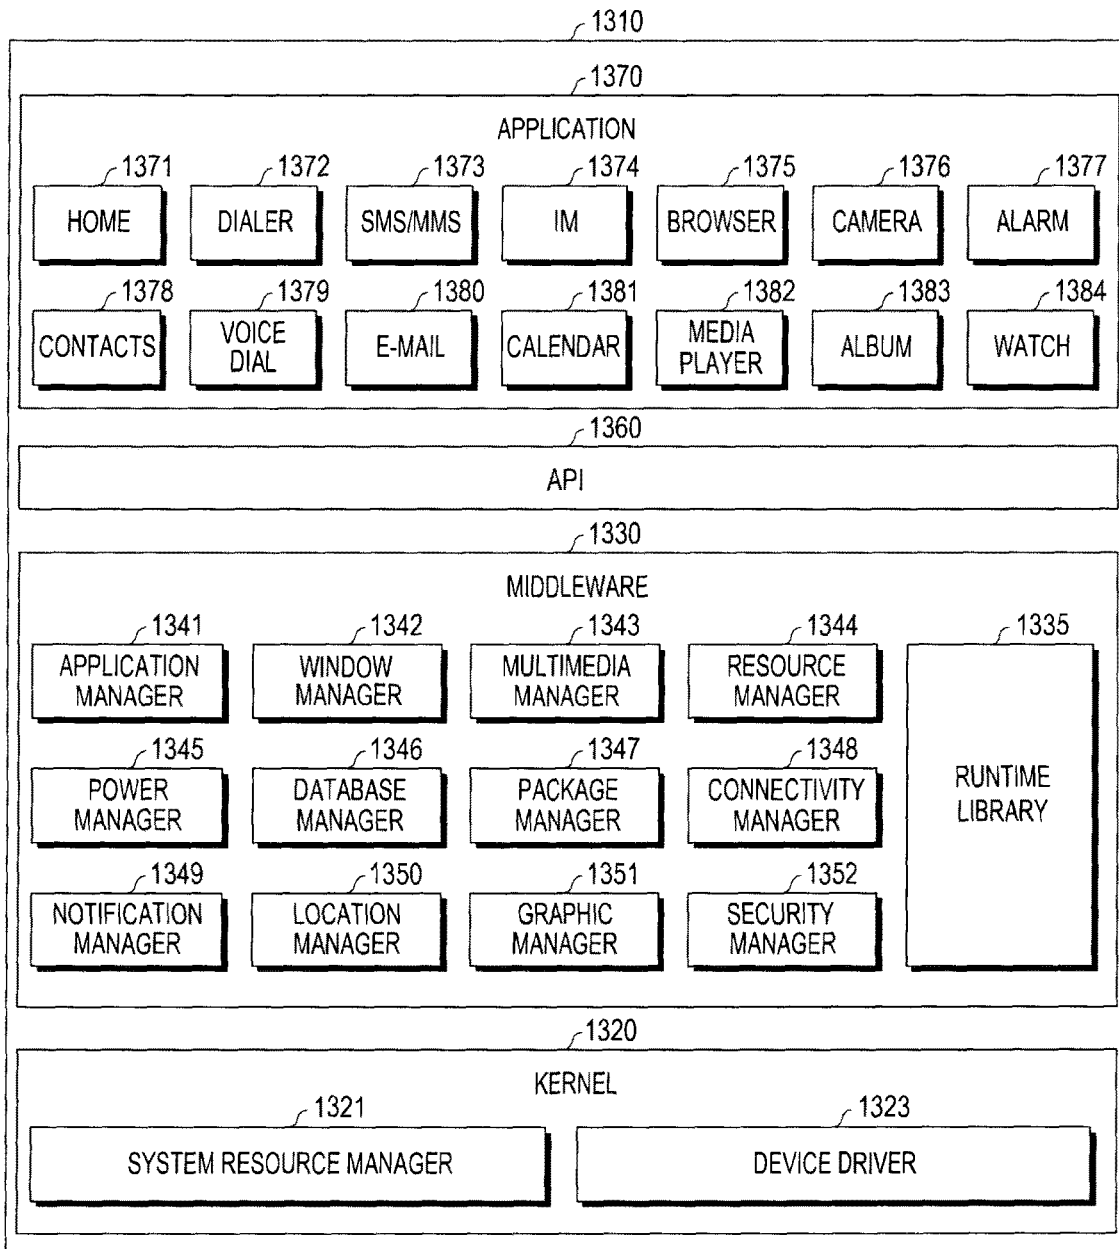 1310
1370
APPLICATION
1371 1372 1373 1374 1375 1376 1377
HOME DIALER SMS/MMS IM BROWSER CAMERA ALARM
1378 1379 1380 1381 1382 1383 1384
CONTACTS VOICE DIAL E-MAIL CALENDAR MEDIA PLAYER ALBUM WATCH
1360
API
1330
MIDDLEWARE
1341 1342 1343 1344 1335
APPLICATION MANAGER WINDOW MANAGER MULTIMEDIA MANAGER RESOURCE MANAGER
1345 1346 1347 1348
POWER MANAGER DATABASE MANAGER PACKAGE MANAGER CONNECTIVITY MANAGER RUNTIME LIBRARY
1349 1350 1351 1352
NOTIFICATION MANAGER LOCATION MANAGER GRAPHIC MANAGER SECURITY MANAGER
1320
KERNEL
1321 1323
SYSTEM RESOURCE MANAGER DEVICE DRIVER